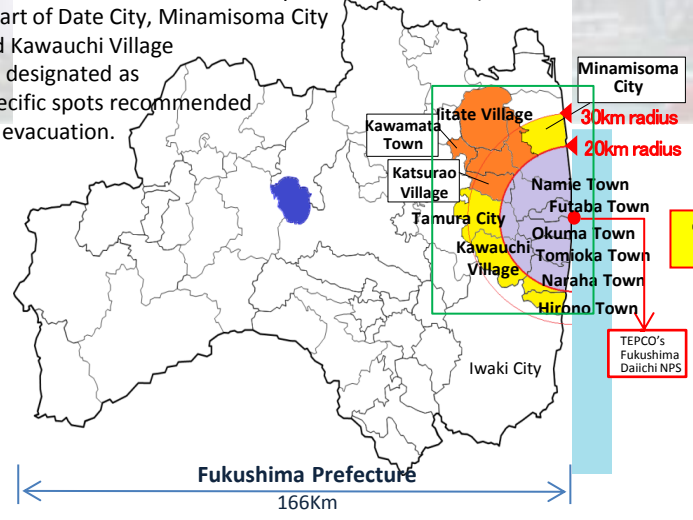 art of Date City, Minamisoma City
Kawauchi Village
designated as
ecific spots recommended
evacuation.
Minamisoma
City
30km radius
20km radius
Iitate Village
Kawamata
Town
Katsurao
Village
Namie Town
Futaba Town
Tamura City
Okuma Town
Kawauchi
Village
Tomioka Town
Naraha Town
Hirono Town
TEPCO's
Fukushima
Daiichi NPS
Iwaki City
Fukushima Prefecture
166Km